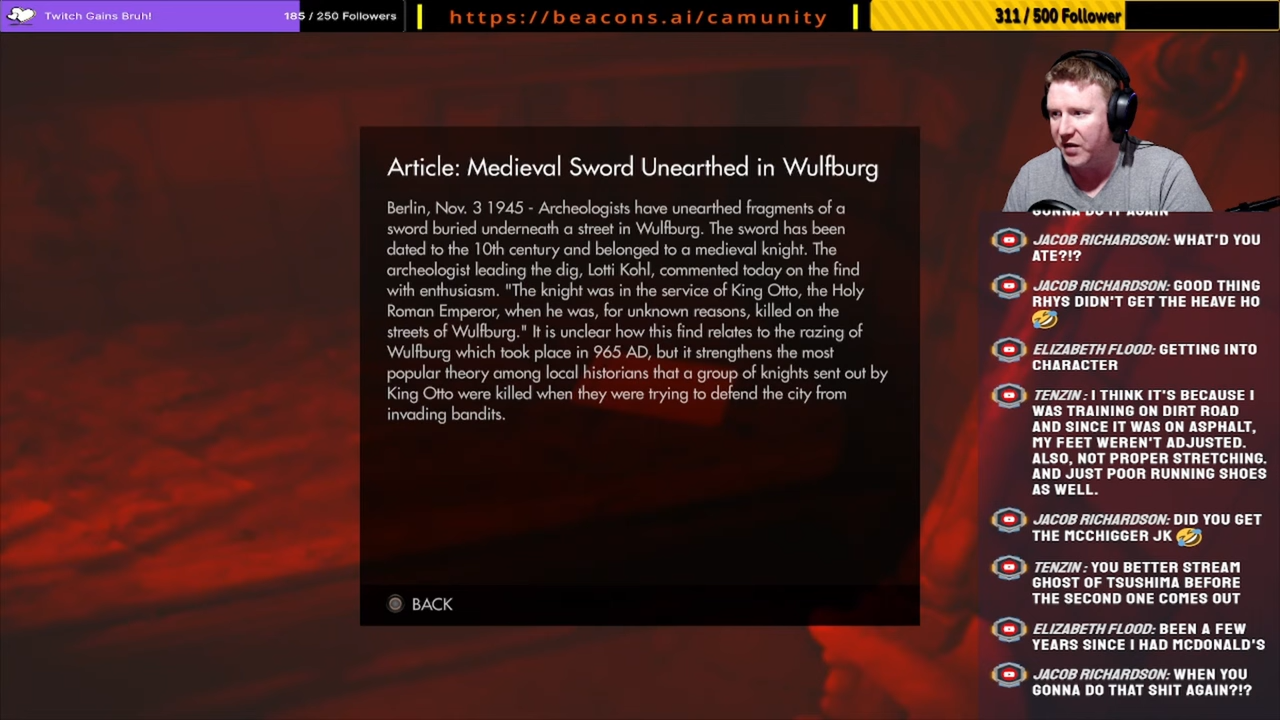 Twitch Gains Bruh!
185 / 250 Followers
https://beacons.ai/camunity
311 / 500 Follower
Article: Medieval Sword Unearthed in Wulfburg
Berlin, Nov. 3 1945 - Archeologists have unearthed fragments of a
sword buried underneath a street in Wulfburg. The sword has been
dated to the 10th century and belonged to a medieval knight. The
archeologist leading the dig, Lotti Kohl, commented today on the find
with enthusiasm. "The knight was in the service of King Otto, the Holy
Roman Emperor, when he was, for unknown reasons, killed on the
streets of Wulfburg." It is unclear how this find relates to the razing of
Wulfburg which took place in 965 AD, but it strengthens the most
popular theory among local historians that a group of knights sent out by
King Otto were killed when they were trying to defend the city from
invading bandits.
BACK
GONNA DO IT AGAIN
JACOB RICHARDSON: WHAT'D YOU
ATE?!?
JACOB RICHARDSON: GOOD THING
RHYS DIDN'T GET THE HEAVE HO
🤣
ELIZABETH FLOOD: GETTING INTO
CHARACTER
TENZIN : I THINK IT'S BECAUSE I
WAS TRAINING ON DIRT ROAD
AND SINCE IT WAS ON ASPHALT,
MY FEET WEREN'T ADJUSTED.
ALSO, NOT PROPER STRETCHING.
AND JUST POOR RUNNING SHOES
AS WELL.
JACOB RICHARDSON: DID YOU GET
THE MCCHIGGER JK 🤣
TENZIN : YOU BETTER STREAM
GHOST OF TSUSHIMA BEFORE
THE SECOND ONE COMES OUT
ELIZABETH FLOOD: BEEN A FEW
YEARS SINCE I HAD MCDONALD'S
JACOB RICHARDSON: WHEN YOU
GONNA DO THAT SHIT AGAIN?!?